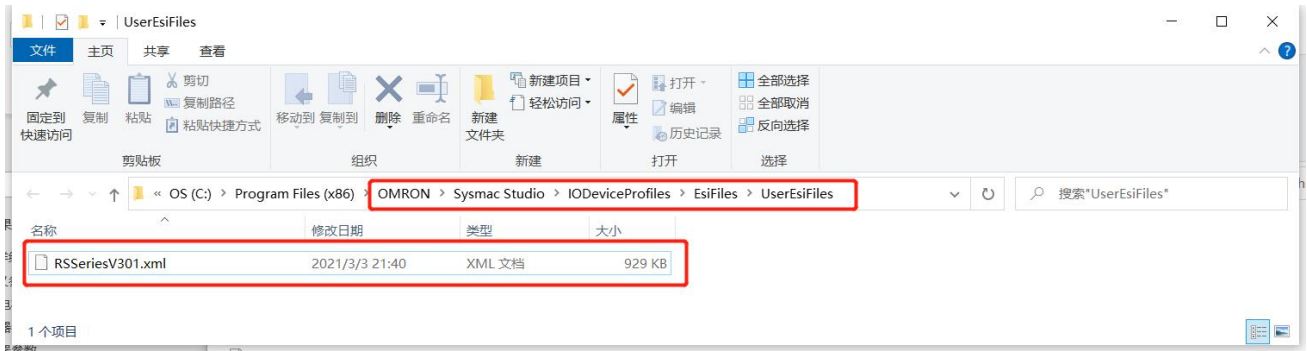 UserEsiFiles
文件 主页 共享 查看
固定到
快速访问
复制
粘贴
剪切
复制路径
粘贴快捷方式
剪贴板
移动到
复制到
删除
重命名
组织
新建
文件夹
新建项目
轻松访问
新建
属性
打开
编辑
历史记录
打开
全部选择
全部取消
反向选择
选择
« OS (C:) > Program Files (x86) > OMRON > Sysmac Studio > IODeviceProfiles > EsiFiles > UserEsiFiles
搜索"UserEsiFiles"
名称 修改日期 类型 大小
RSSeriesV301.xml 2021/3/3 21:40 XML 文档 929 KB
1 个项目